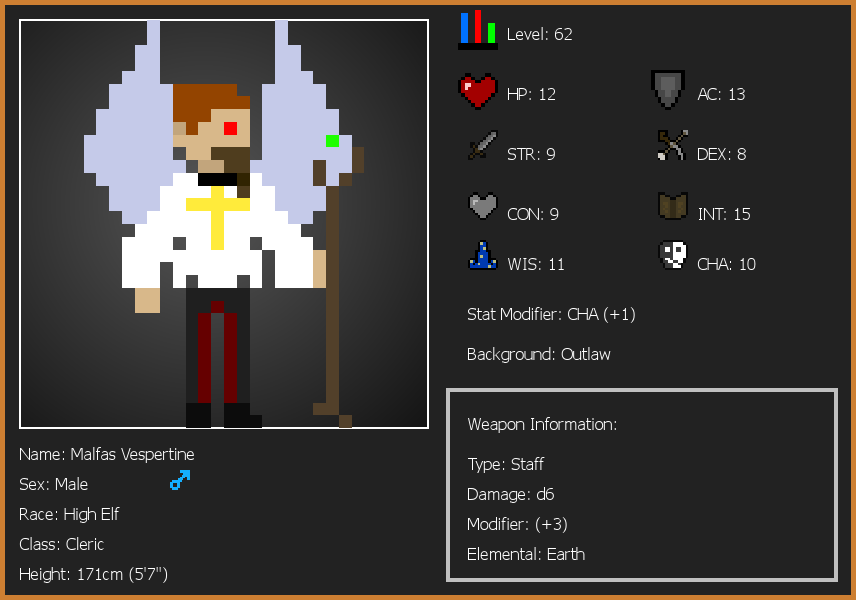 Level: 62
HP: 12
AC: 13
STR: 9
DEX: 8
CON: 9
INT: 15
WIS: 11
CHA: 10
Stat Modifier: CHA (+1)
Background: Outlaw
Weapon Information:
Type: Staff
Damage: d6
Modifier: (+3)
Elemental: Earth
Name: Malfas Vespertine
Sex: Male
Race: High Elf
Class: Cleric
Height: 171cm (5'7")